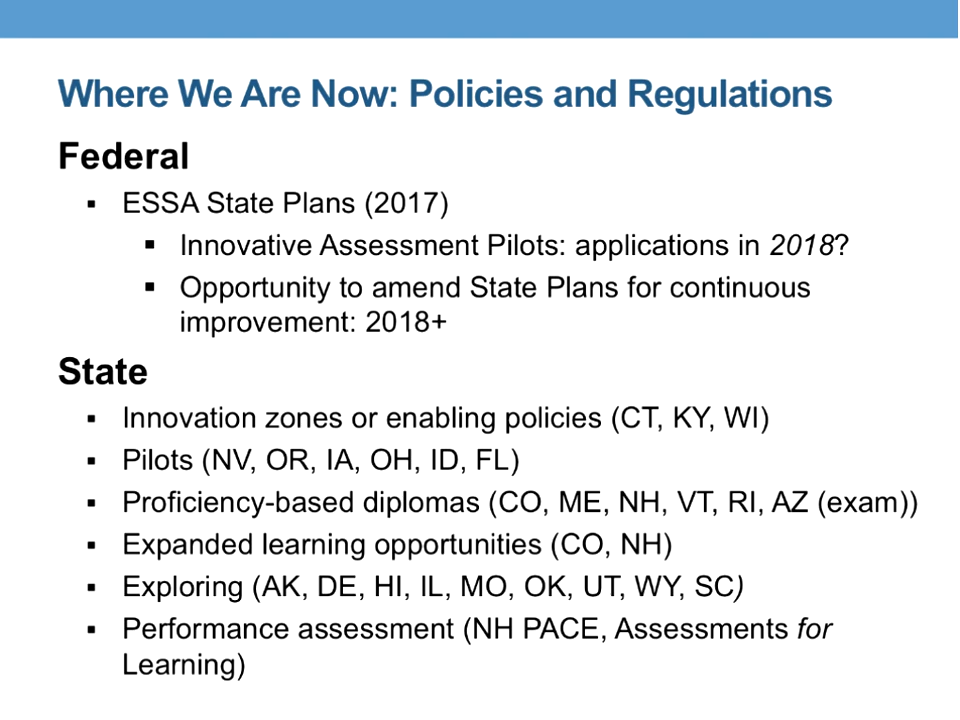 Where We Are Now: Policies and Regulations
Federal
▪ ESSA State Plans (2017)
▪ Innovative Assessment Pilots: applications in 2018?
▪ Opportunity to amend State Plans for continuous
improvement: 2018+
State
▪ Innovation zones or enabling policies (CT, KY, WI)
▪ Pilots (NV, OR, IA, OH, ID, FL)
▪ Proficiency-based diplomas (CO, ME, NH, VT, RI, AZ (exam))
▪ Expanded learning opportunities (CO, NH)
▪ Exploring (AK, DE, HI, IL, MO, OK, UT, WY, SC)
▪ Performance assessment (NH PACE, Assessments for
Learning)